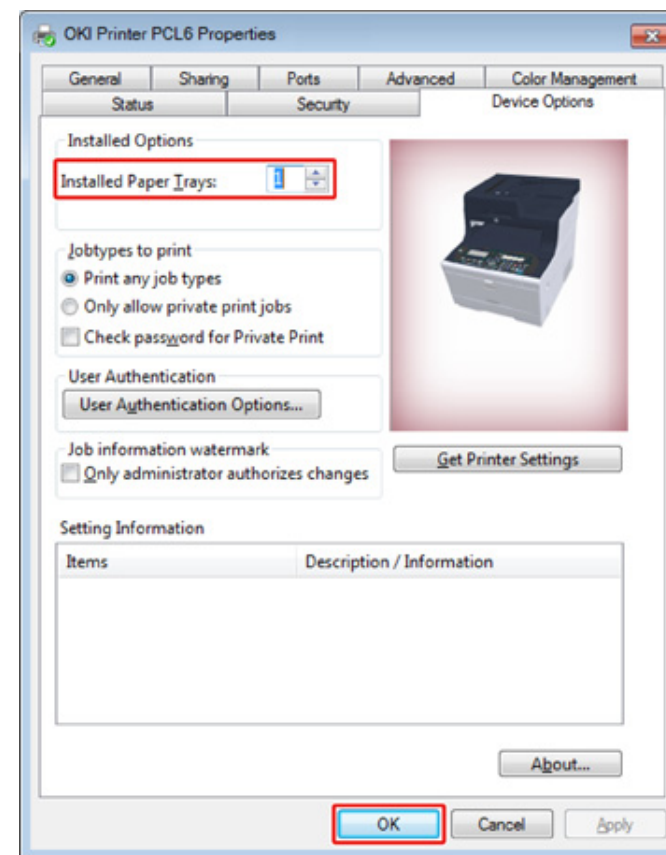 OKI Printer PCL6 Properties
General Sharing Ports Advanced Color Management
Status Security Device Options
Installed Options
Installed Paper Trays: 1
Jobtypes to print
Print any job types
Only allow private print jobs
Check password for Private Print
User Authentication
User Authentication Options...
Job information watermark
Only administrator authorizes changes
Get Printer Settings
Setting Information
Items Description / Information
About...
OK Cancel Apply